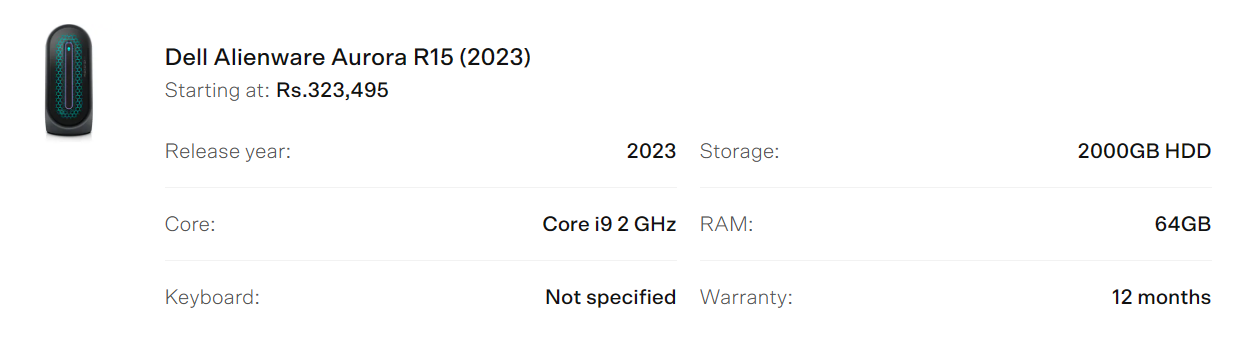 Dell Alienware Aurora R15 (2023)
Starting at: Rs.323,495
Release year: 2023
Storage: 2000GB HDD
Core: Core i9 2 GHz
RAM: 64GB
Keyboard: Not specified
Warranty: 12 months